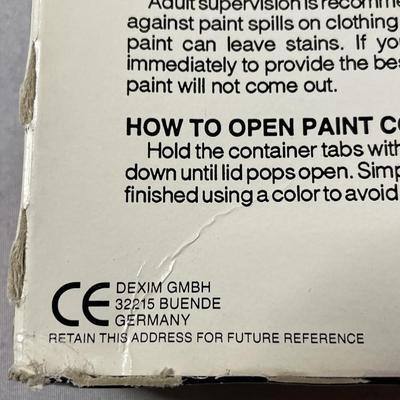 Adult supervision is recomme
against paint spills on clothing
paint can leave stains. If you
immediately to provide the bes
paint will not come out.
HOW TO OPEN PAINT CO
Hold the container tabs with
down until lid pops open. Simp
finished using a color to avoid
CE DEXIM GMBH
32215 BUENDE
GERMANY
RETAIN THIS ADDRESS FOR FUTURE REFERENCE